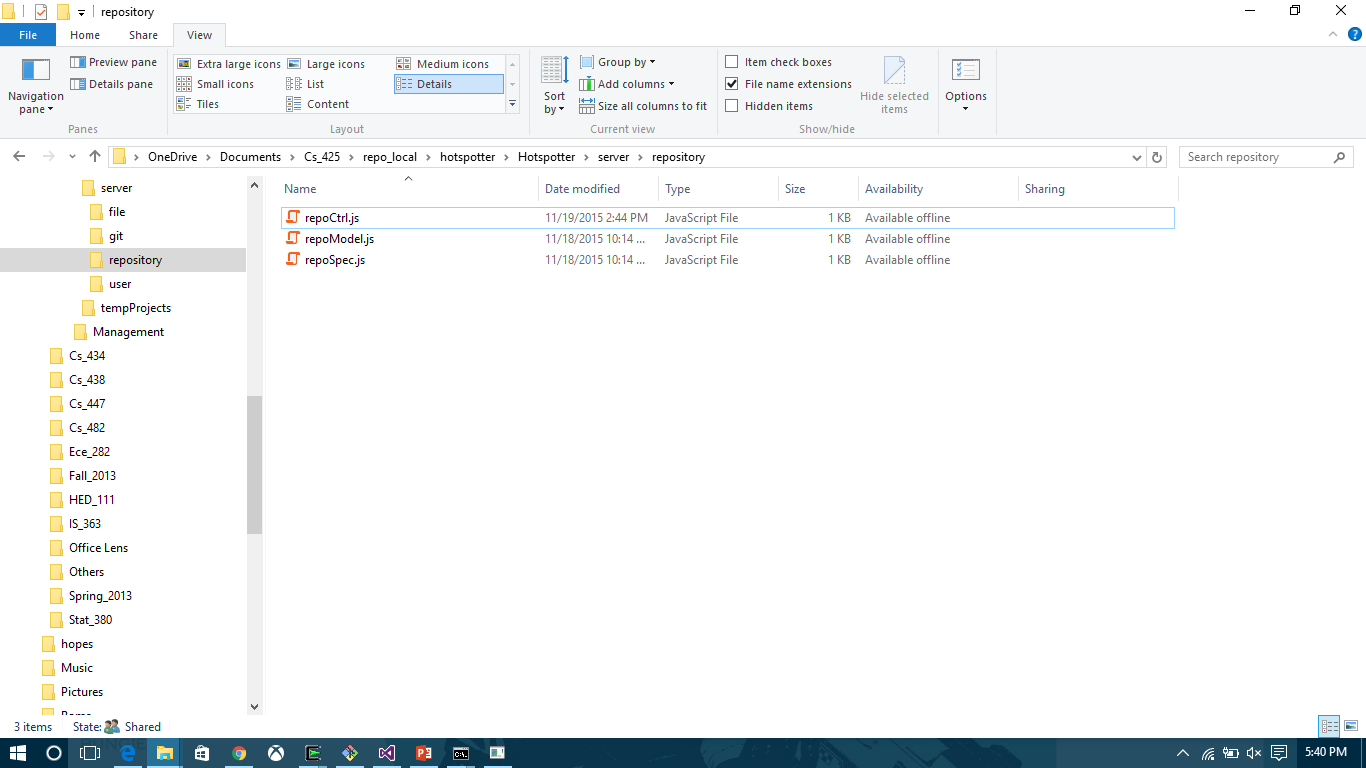 repository
File Home Share View
Navigation pane
Preview pane
Details pane
Panes
Extra large icons Large icons Medium icons
Small icons List Details
Tiles Content
Layout
Sort by
Group by
Add columns
Size all columns to fit
Current view
Item check boxes
File name extensions
Hidden items
Hide selected items
Show/hide
Options
OneDrive Documents Cs_425 repo_local hotspotter Hotspotter server repository
Search repository
server
file
git
repository
user
tempProjects
Management
Cs_434
Cs_438
Cs_447
Cs_482
Ece_282
Fall_2013
HED_111
IS_363
Office Lens
Others
Spring_2013
Stat_380
hopes
Music
Pictures
Name Date modified Type Size Availability Sharing
repoCtrl.js 11/19/2015 2:44 PM JavaScript File 1 KB Available offline
repoModel.js 11/18/2015 10:14 ... JavaScript File 1 KB Available offline
repoSpec.js 11/18/2015 10:14 ... JavaScript File 1 KB Available offline
3 items State: Shared
5:40 PM